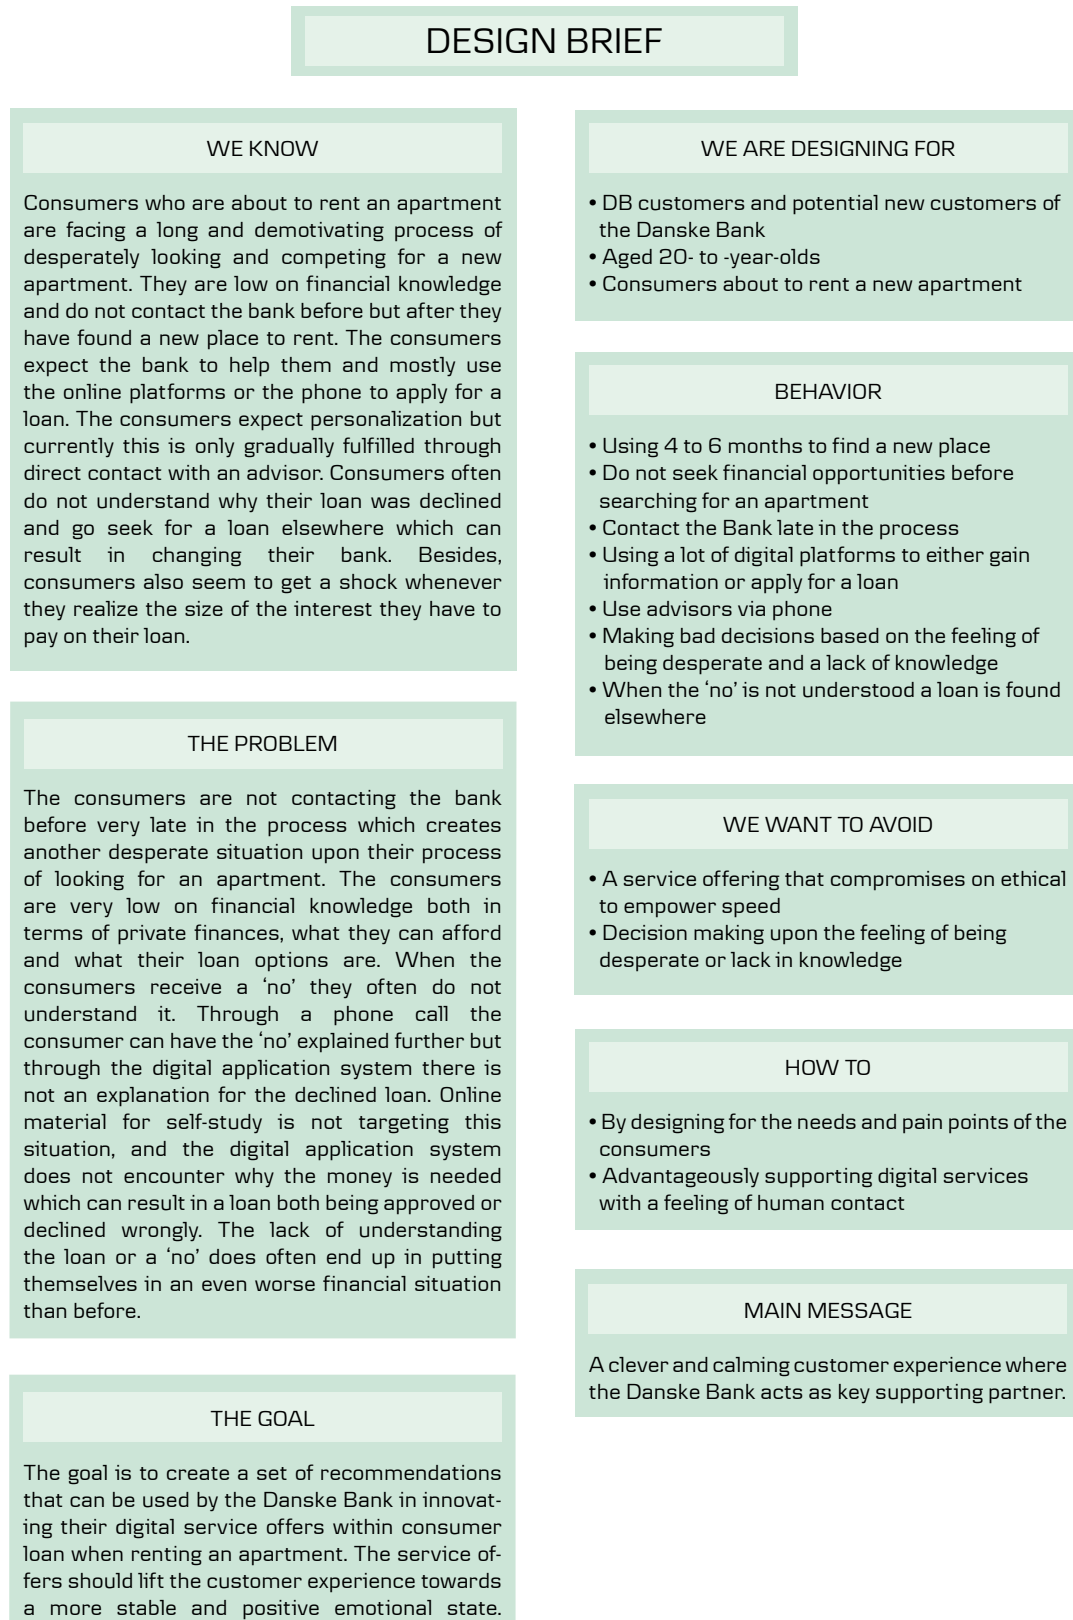 DESIGN BRIEF
WE KNOW
Consumers who are about to rent an apartment
are facing a long and demotivating process of
desperately looking and competing for a new
apartment. They are low on financial knowledge
and do not contact the bank before but after they
have found a new place to rent. The consumers
expect the bank to help them and mostly use
the online platforms or the phone to apply for a
loan. The consumers expect personalization but
currently this is only gradually fulfilled through
direct contact with an advisor. Consumers often
do not understand why their loan was declined
and go seek for a loan elsewhere which can
result in changing their bank. Besides,
consumers also seem to get a shock whenever
they realize the size of the interest they have to
pay on their loan.
THE PROBLEM
The consumers are not contacting the bank
before very late in the process which creates
another desperate situation upon their process
of looking for an apartment. The consumers
are very low on financial knowledge both in
terms of private finances, what they can afford
and what their loan options are. When the
consumers receive a ‘no’ they often do not
understand it. Through a phone call the
consumer can have the ‘no’ explained further but
through the digital application system there is
not an explanation for the declined loan. Online
material for self-study is not targeting this
situation, and the digital application system
does not encounter why the money is needed
which can result in a loan both being approved or
declined wrongly. The lack of understanding
the loan or a ‘no’ does often end up in putting
themselves in an even worse financial situation
than before.
THE GOAL
The goal is to create a set of recommendations
that can be used by the Danske Bank in innovat-
ing their digital service offers within consumer
loan when renting an apartment. The service of-
fers should lift the customer experience towards
a more stable and positive emotional state.
WE ARE DESIGNING FOR
• DB customers and potential new customers of
the Danske Bank
• Aged 20- to -year-olds
• Consumers about to rent a new apartment
BEHAVIOR
• Using 4 to 6 months to find a new place
• Do not seek financial opportunities before
searching for an apartment
• Contact the Bank late in the process
• Using a lot of digital platforms to either gain
information or apply for a loan
• Use advisors via phone
• Making bad decisions based on the feeling of
being desperate and a lack of knowledge
• When the ‘no’ is not understood a loan is found
elsewhere
WE WANT TO AVOID
• A service offering that compromises on ethical
to empower speed
• Decision making upon the feeling of being
desperate or lack in knowledge
HOW TO
• By designing for the needs and pain points of the
consumers
• Advantageously supporting digital services
with a feeling of human contact
MAIN MESSAGE
A clever and calming customer experience where
the Danske Bank acts as key supporting partner.